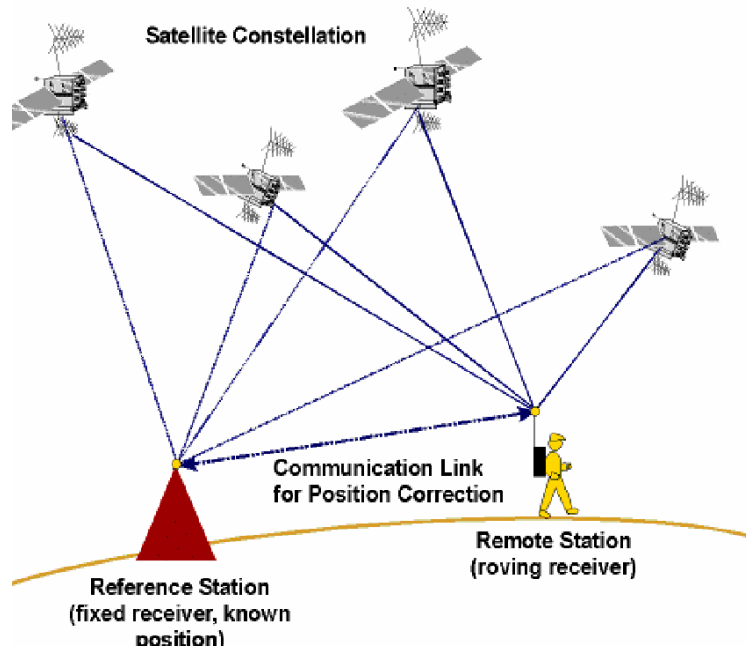 Satellite Constellation
Communication Link
for Position Correction
Remote Station
(roving receiver)
Reference Station
(fixed receiver, known
position)